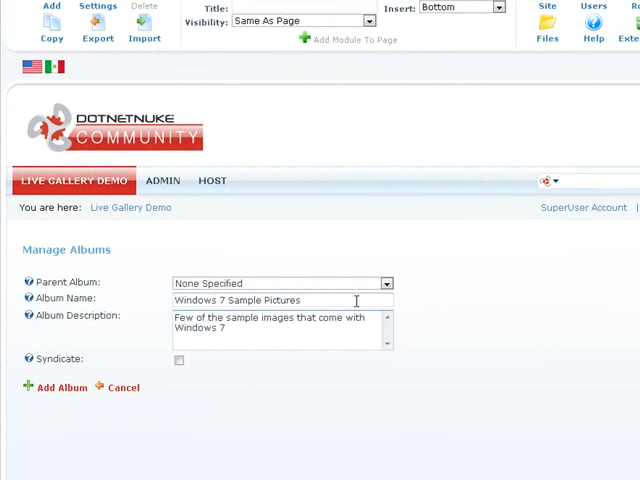 Add Settings Delete
Title:
Insert: Bottom
Site Users
Visibility: Same As Page
Copy Export Import
Add Module To Page
Files Help
DOTNETNUKE
COMMUNITY
LIVE GALLERY DEMO ADMIN HOST
You are here: Live Gallery Demo
SuperUser Account |
Manage Albums
Parent Album: None Specified
Album Name: Windows 7 Sample Pictures
Album Description: Few of the sample images that come with
Windows 7
Syndicate:
Add Album Cancel